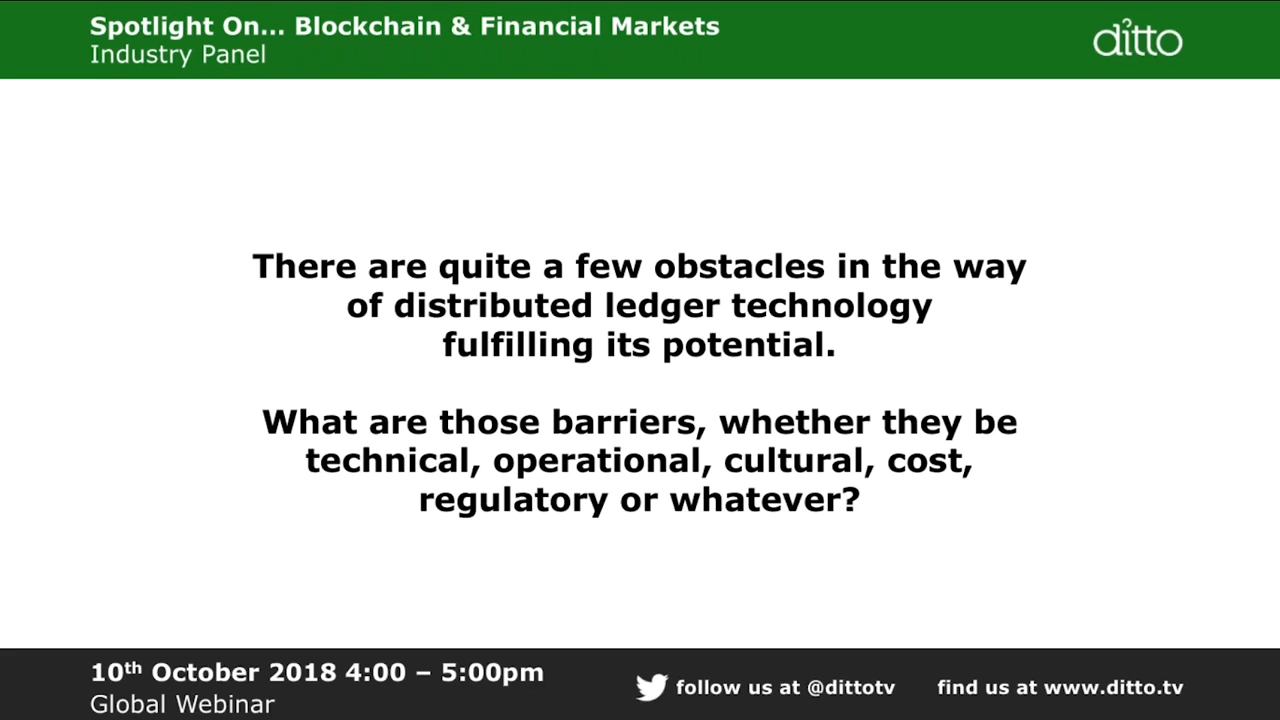 Spotlight On... Blockchain & Financial Markets
Industry Panel
ditto
There are quite a few obstacles in the way
of distributed ledger technology
fulfilling its potential.
What are those barriers, whether they be
technical, operational, cultural, cost,
regulatory or whatever?
10th October 2018 4:00 – 5:00pm
Global Webinar
follow us at @dittotv
find us at www.ditto.tv